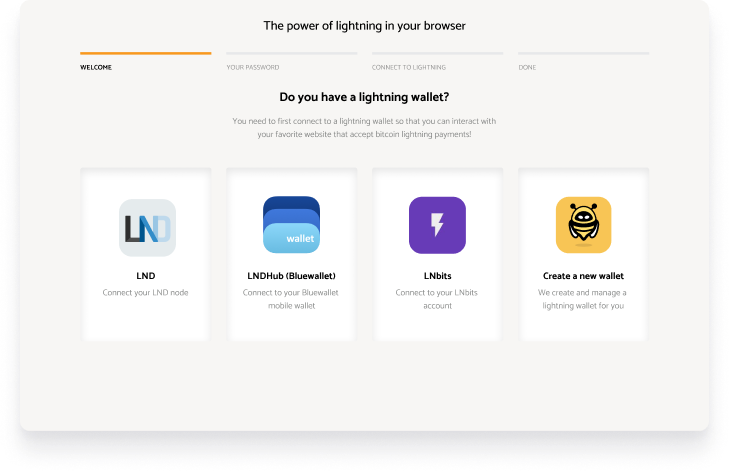 The power of lightning in your browser
WELCOME
YOUR PASSWORD
CONNECT TO LIGHTNING
DONE
Do you have a lightning wallet?
You need to first connect to a lightning wallet so that you can interact with
your favorite website that accept bitcoin lightning payments!
LND
wallet
LND
Connect your LND node
LNDHub (Bluewallet)
Connect to your Bluewallet
mobile wallet
LNbits
Connect to your LNbits
account
Create a new wallet
We create and manage a
lightning wallet for you